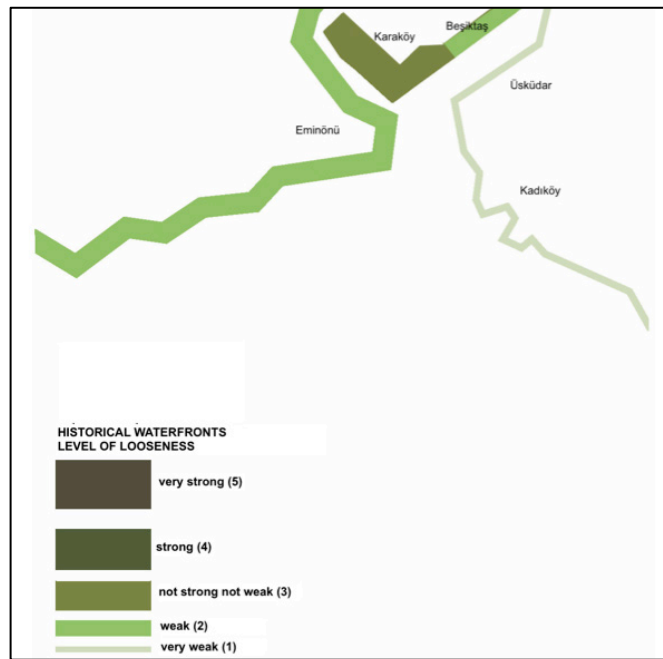 Beşiktaş
Karaköy
Üsküdar
Eminönü
Kadıköy
HISTORICAL WATERFRONTS
LEVEL OF LOOSENESS
very strong (5)
strong (4)
not strong not weak (3)
weak (2)
very weak (1)